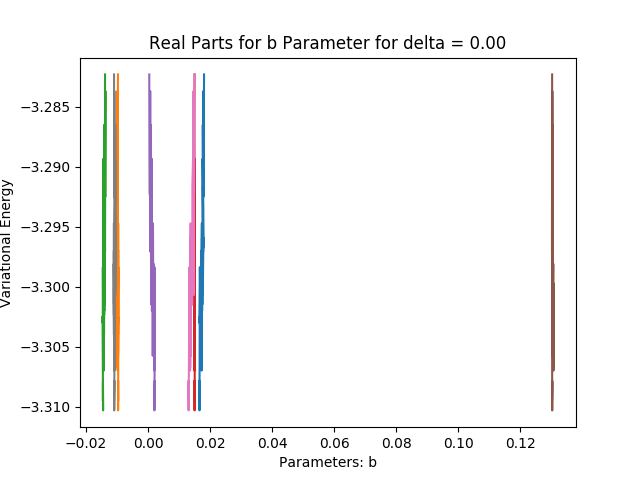 Real Parts for b Parameter for delta = 0.00
Variational Energy
−3.285
−3.290
−3.295
−3.300
−3.305
−3.310
−0.02 0.00 0.02 0.04 0.06 0.08 0.10 0.12
Parameters: b